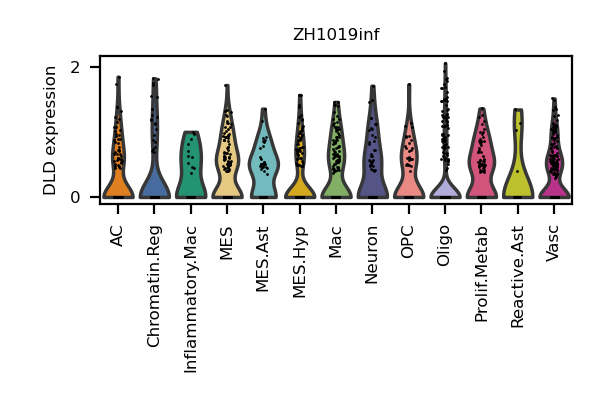 ZH1019inf
DLD expression
2
0
AC
Chromatin.Reg
Inflammatory.Mac
MES
MES.Ast
MES.Hyp
Mac
Neuron
OPC
Oligo
Prolif.Metab
Reactive.Ast
Vasc